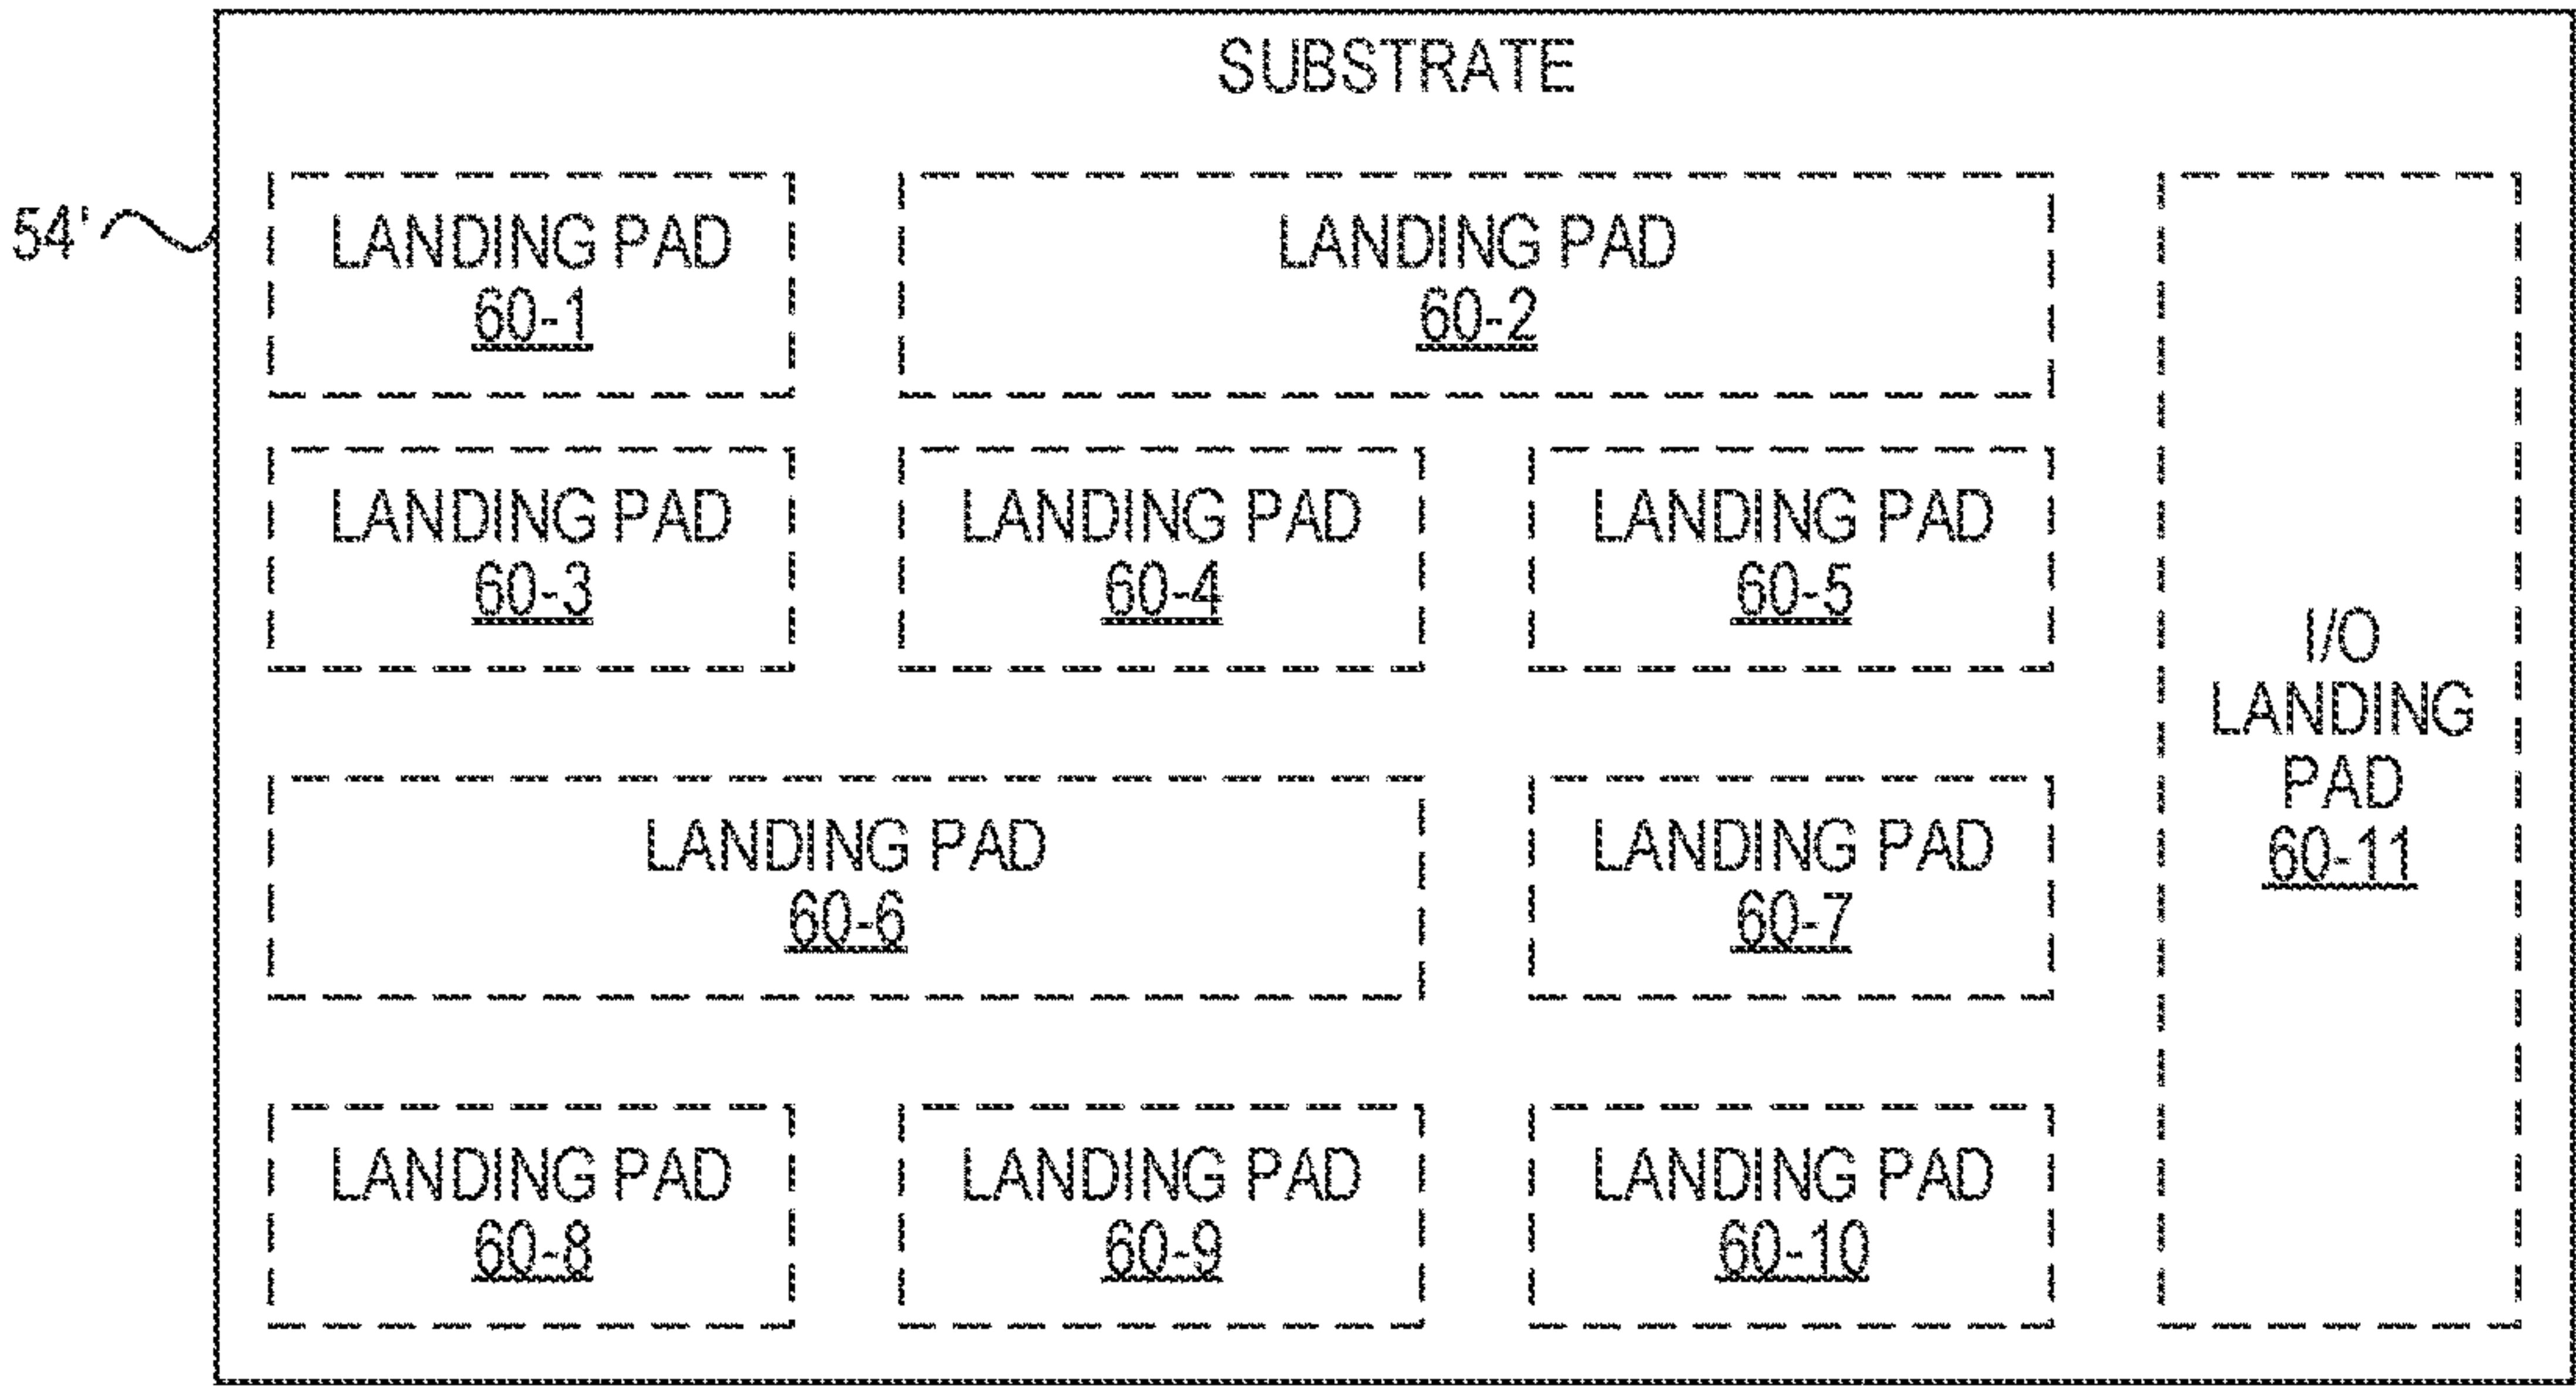 SUBSTRATE
54'
LANDING PAD
60-1
LANDING PAD
60-2
LANDING PAD
60-3
LANDING PAD
60-4
LANDING PAD
60-5
LANDING PAD
60-6
LANDING PAD
60-7
LANDING PAD
60-8
LANDING PAD
60-9
LANDING PAD
60-10
I/O
LANDING
PAD
60-11